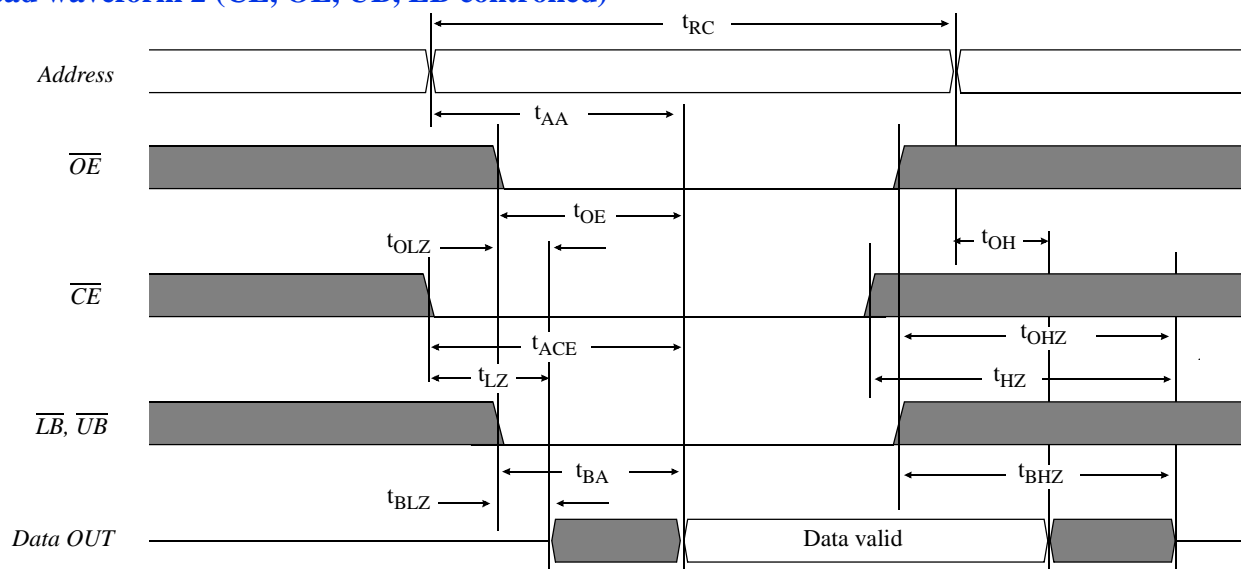 waveform 2 (CE, OE, UB, LB controlled)
tRC
Address
tAA
OE
tOE
tOLZ
tOH
CE
tACE
tOHZ
tLZ
tHZ
LB, UB
tBA
tBHZ
tBLZ
Data OUT
Data valid